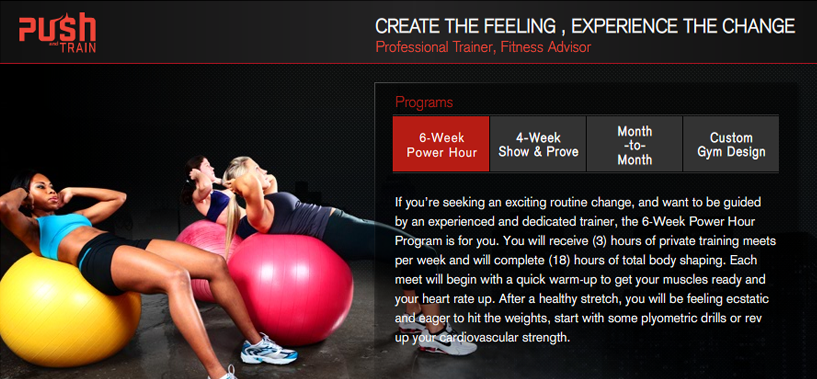 PUSH
and
TRAIN
CREATE THE FEELING , EXPERIENCE THE CHANGE
Professional Trainer, Fitness Advisor
Programs
6-Week
Power Hour
4-Week
Show & Prove
Month
-to-
Month
Custom
Gym Design
If you're seeking an exciting routine change, and want to be guided
by an experienced and dedicated trainer, the 6-Week Power Hour
Program is for you. You will receive (3) hours of private training meets
per week and will complete (18) hours of total body shaping. Each
meet will begin with a quick warm-up to get your muscles ready and
your heart rate up. After a healthy stretch, you will be feeling ecstatic
and eager to hit the weights, start with some plyometric drills or rev
up your cardiovascular strength.